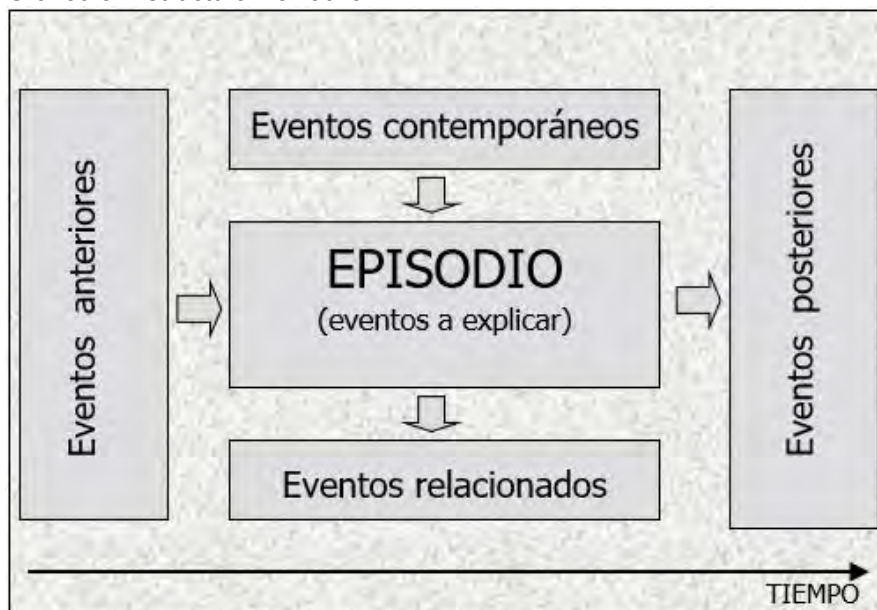 Eventos anteriores
Eventos contemporáneos
EPISODIO
(eventos a explicar)
Eventos relacionados
Eventos posteriores
TIEMPO